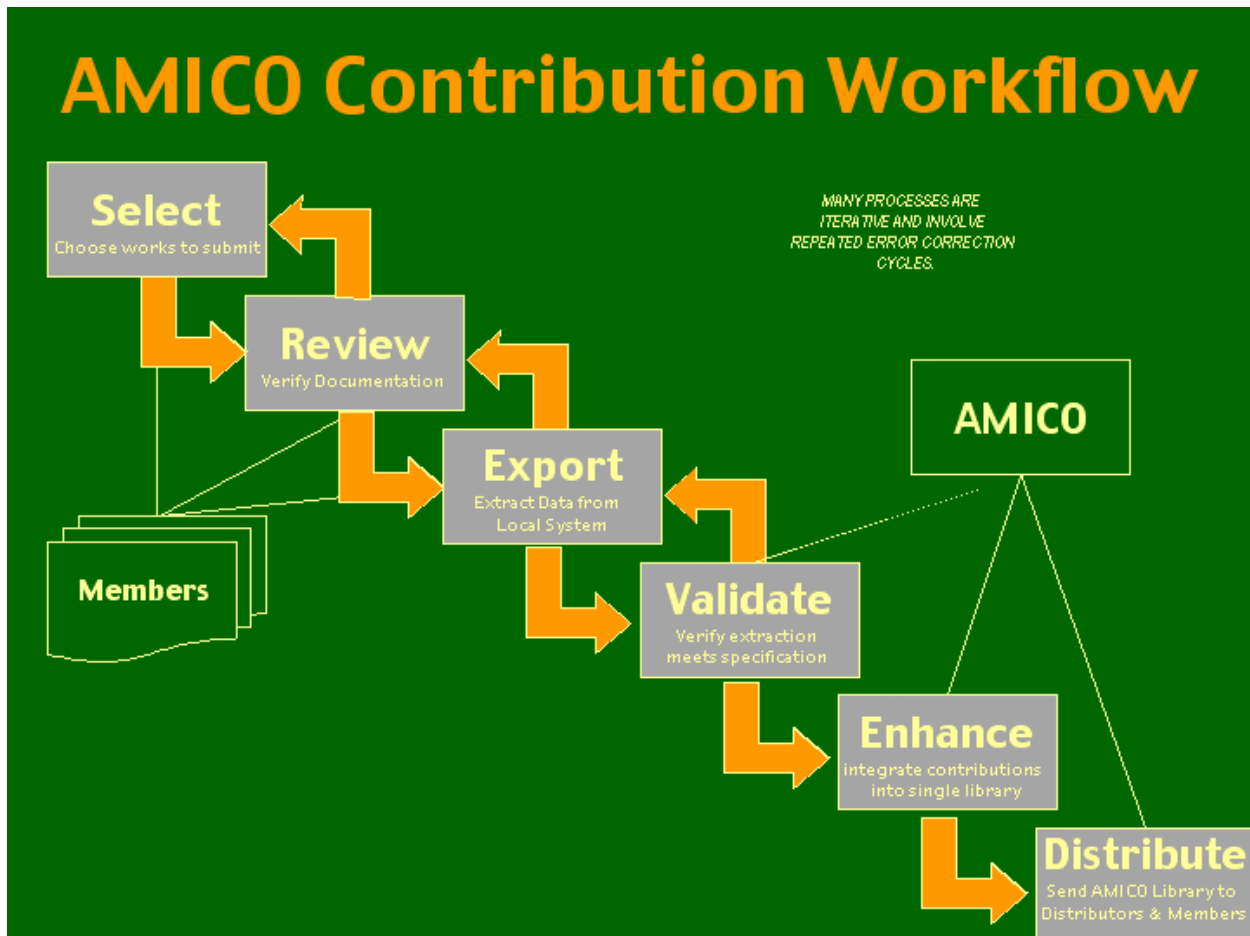 AMICO Contribution Workflow
Select
Choose works to submit
MANY PROCESSES ARE
ITERATIVE AND INVOLVE
REPEATED ERROR CORRECTION
CYCLES.
Review
Verify Documentation
AMICO
Export
Extract Data from
Local System
Members
Validate
Verify extraction
meets specification
Enhance
integrate contributions
into single library
Distribute
Send AMICO Library to
Distributors & Members